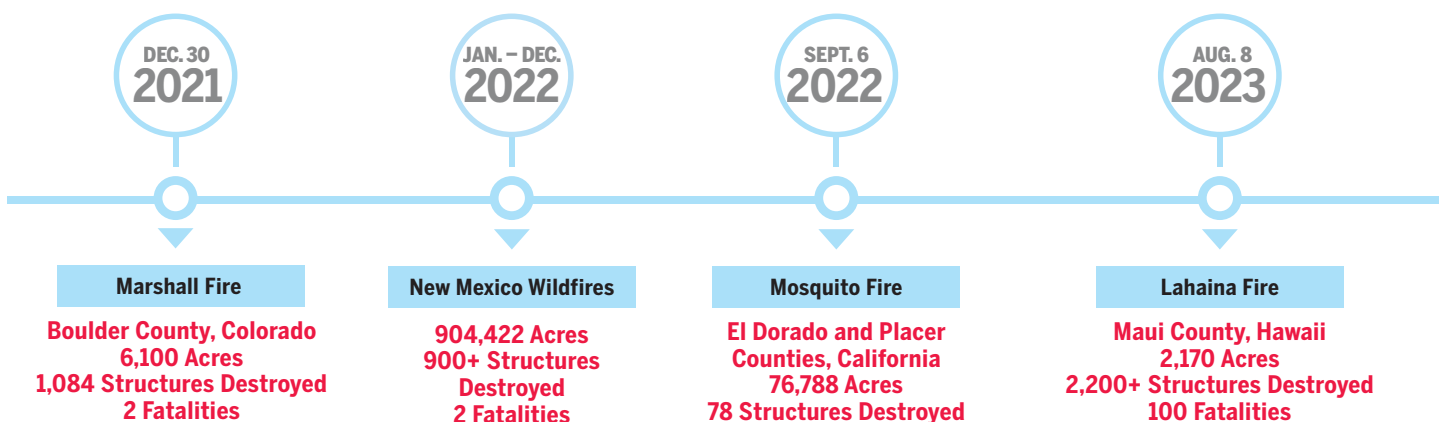 DEC. 30
2021
JAN. – DEC.
2022
SEPT. 6
2022
AUG. 8
2023
Marshall Fire
Boulder County, Colorado
6,100 Acres
1,084 Structures Destroyed
2 Fatalities
New Mexico Wildfires
904,422 Acres
900+ Structures
Destroyed
2 Fatalities
Mosquito Fire
El Dorado and Placer
Counties, California
76,788 Acres
78 Structures Destroyed
Lahaina Fire
Maui County, Hawaii
2,170 Acres
2,200+ Structures Destroyed
100 Fatalities